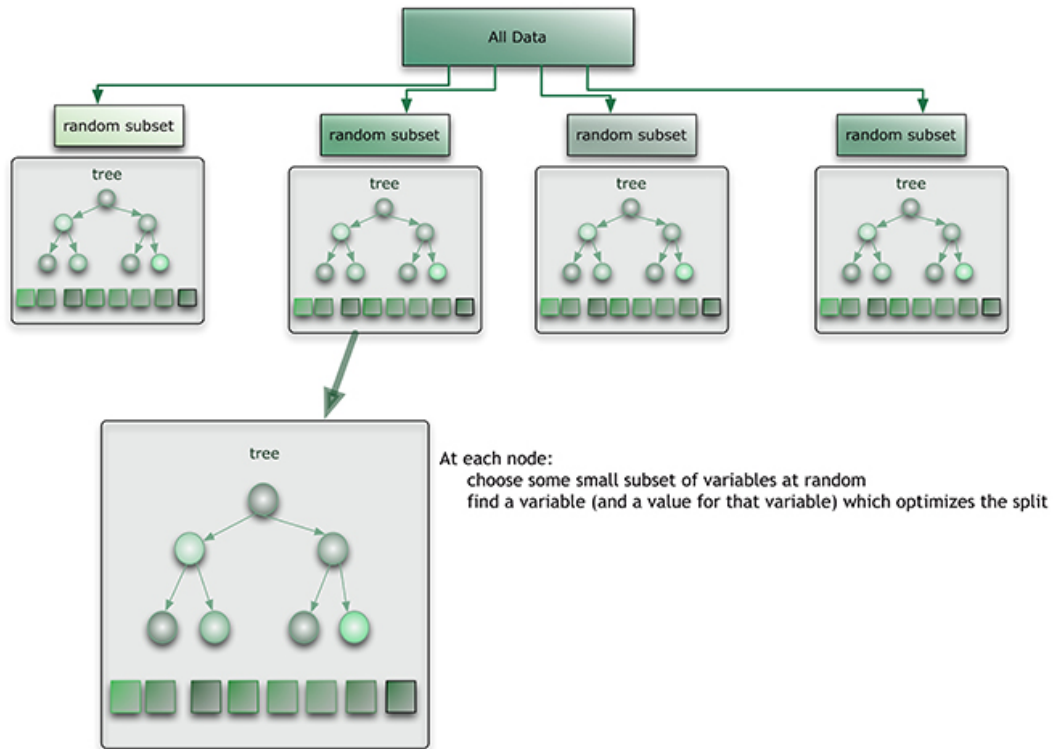 All Data
random subset
random subset
random subset
random subset
tree
tree
tree
tree
tree
At each node:
choose some small subset of variables at random
find a variable (and a value for that variable) which optimizes the split